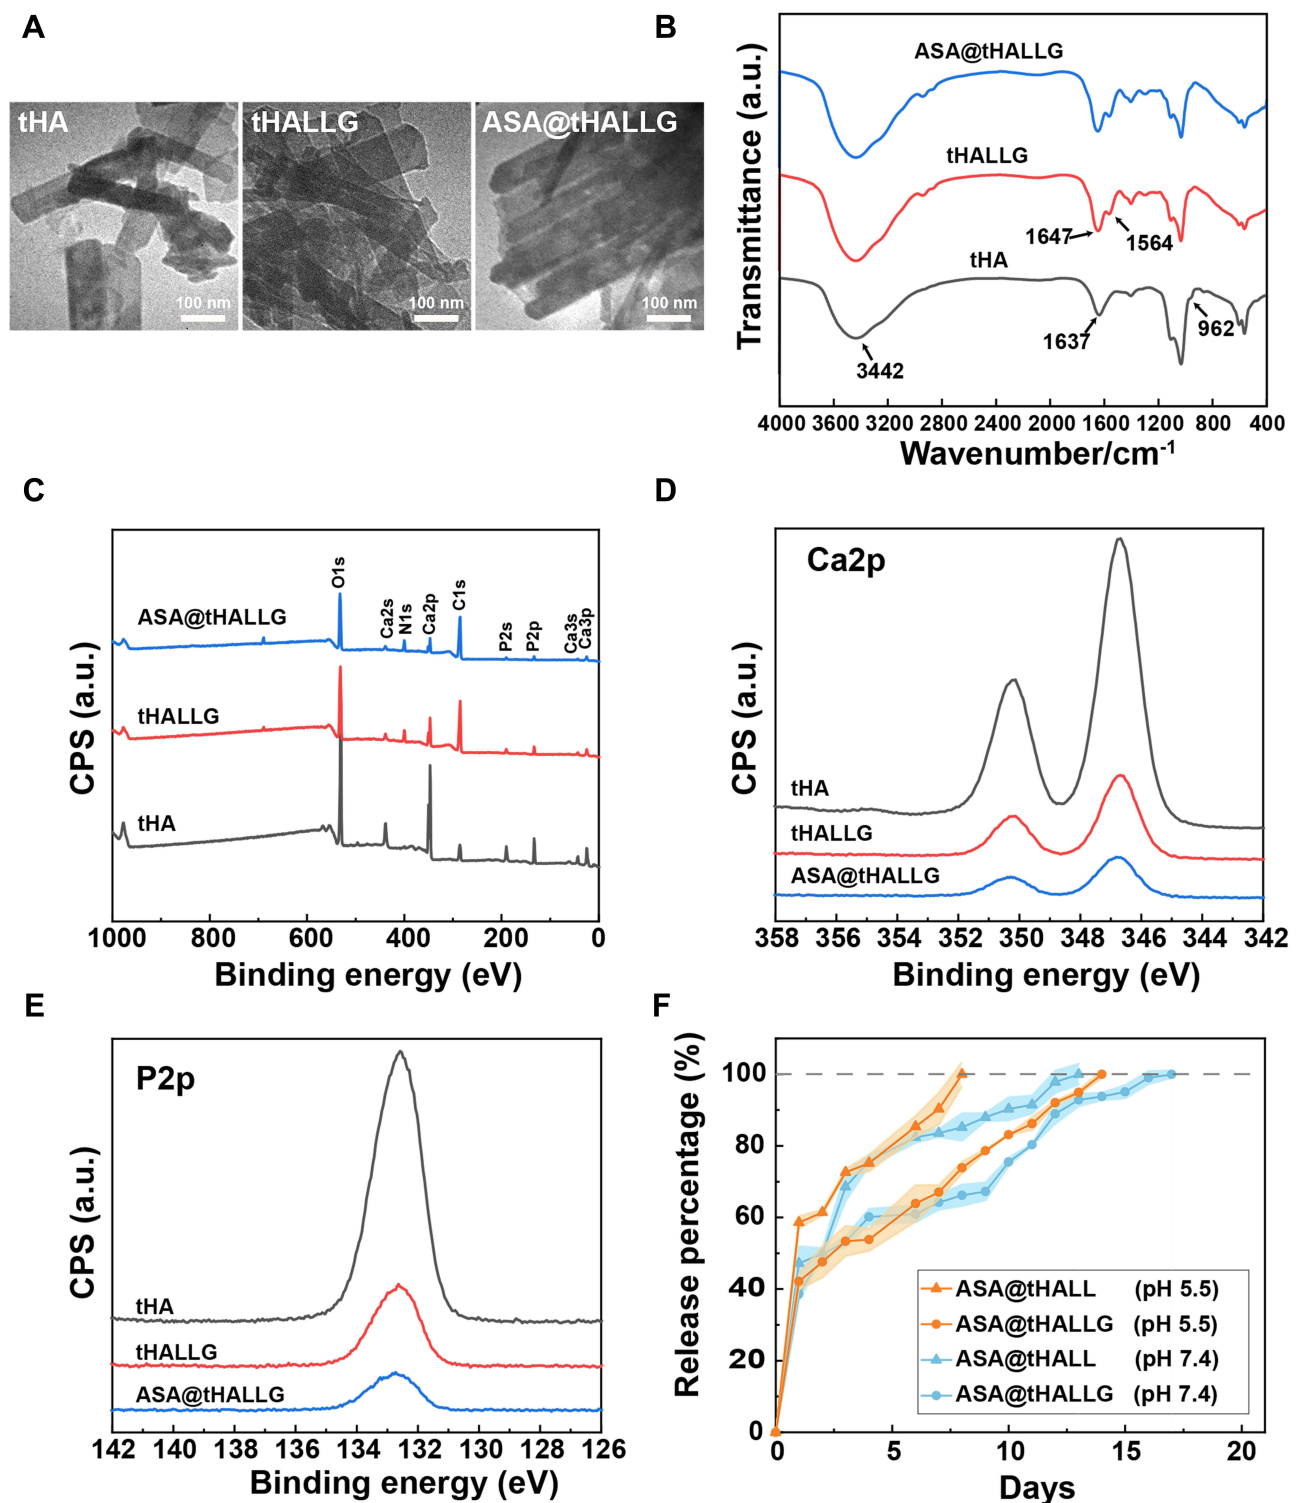 A
tHA
100 nm
tHALLG
100 nm
ASA@tHALLG
100 nm
B
Transmittance (a.u.)
ASA@tHALLG
tHALLG
1647
1564
tHA
1637
962
3442
4000 3600 3200 2800 2400 2000 1600 1200 800 400
Wavenumber/cm-1
C
CPS (a.u.)
O1s
Ca2s
N1s
Ca2p
C1s
P2s
P2p
Ca3s
Ca3p
ASA@tHALLG
tHALLG
tHA
1000 800 600 400 200 0
Binding energy (eV)
D
Ca2p
CPS (a.u.)
tHA
tHALLG
ASA@tHALLG
358 356 354 352 350 348 346 344 342
Binding energy (eV)
E
P2p
CPS (a.u.)
tHA
tHALLG
ASA@tHALLG
142 140 138 136 134 132 130 128 126
Binding energy (eV)
F
Release percentage (%)
100
80
60
40
20
0
ASA@tHALL (pH 5.5)
ASA@tHALLG (pH 5.5)
ASA@tHALL (pH 7.4)
ASA@tHALLG (pH 7.4)
0 5 10 15 20
Days